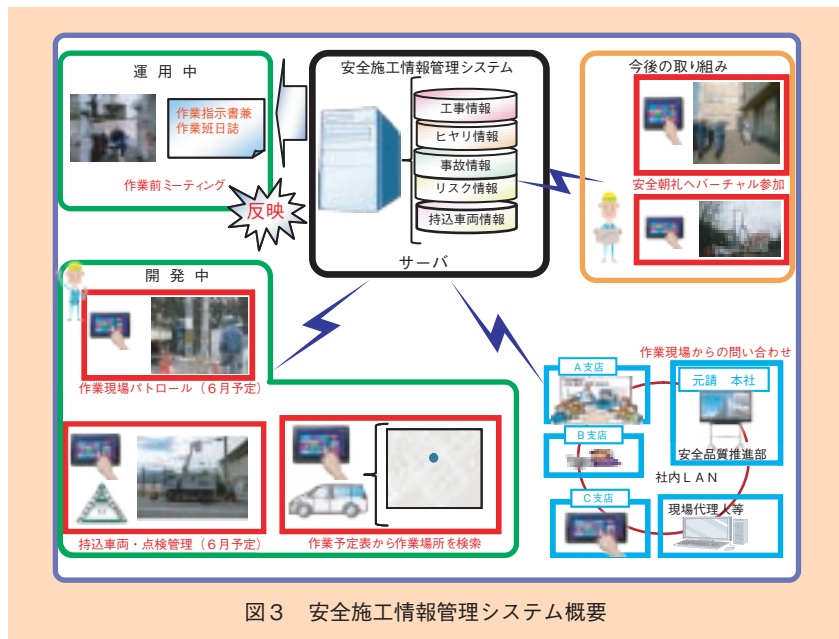 運用中
作業指示書兼
作業班日誌
作業前ミーティング
反映
安全施工情報管理システム
工事情報
ヒヤリ情報
事故情報
リスク情報
持込車両情報
サーバ
今後の取り組み
安全朝礼へバーチャル参加
開発中
作業現場パトロール（6月予定）
持込車両・点検管理（6月予定）
作業予定表から作業場所を検索
作業現場からの問い合わせ
A支店
元請 本社
安全品質推進部
B支店
社内LAN
C支店
現場代理人等
図3 安全施工情報管理システム概要